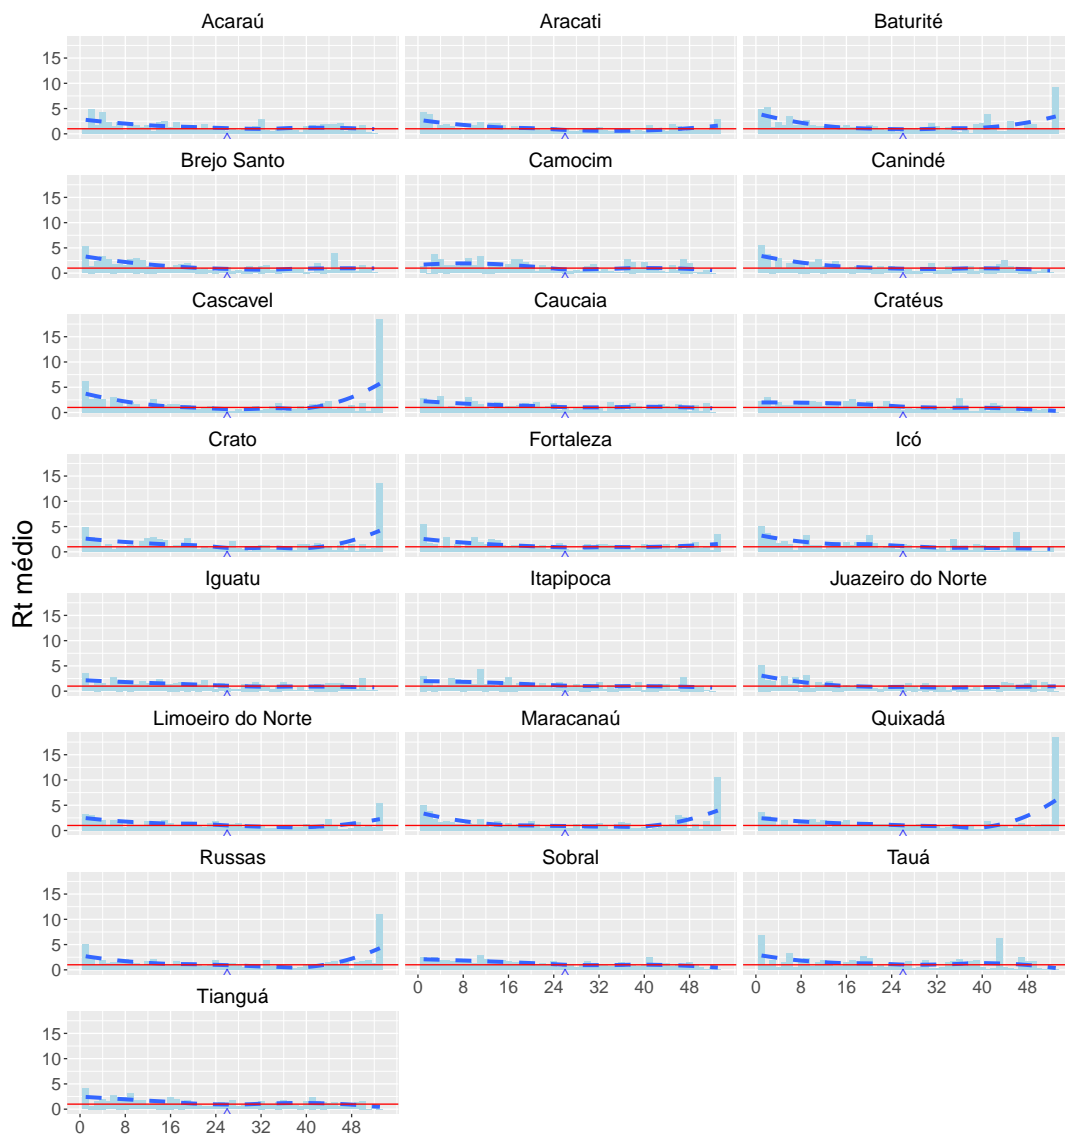 Acaraú Aracati Baturité
15
10
5
0
Brejo Santo Camocim Canindé
15
10
5
0
Cascavel Caucaia Cratéus
15
10
5
0
Crato Fortaleza Icó
15
10
5
0
Iguatu Itapipoca Juazeiro do Norte
15
10
5
0
Limoeiro do Norte Maracanaú Quixadá
15
10
5
0
Russas Sobral Tauá
15
10
5
0
0 8 16 24 32 40 48 0 8 16 24 32 40 48
Tianguá
15
10
5
0
0 8 16 24 32 40 48
Rt médio